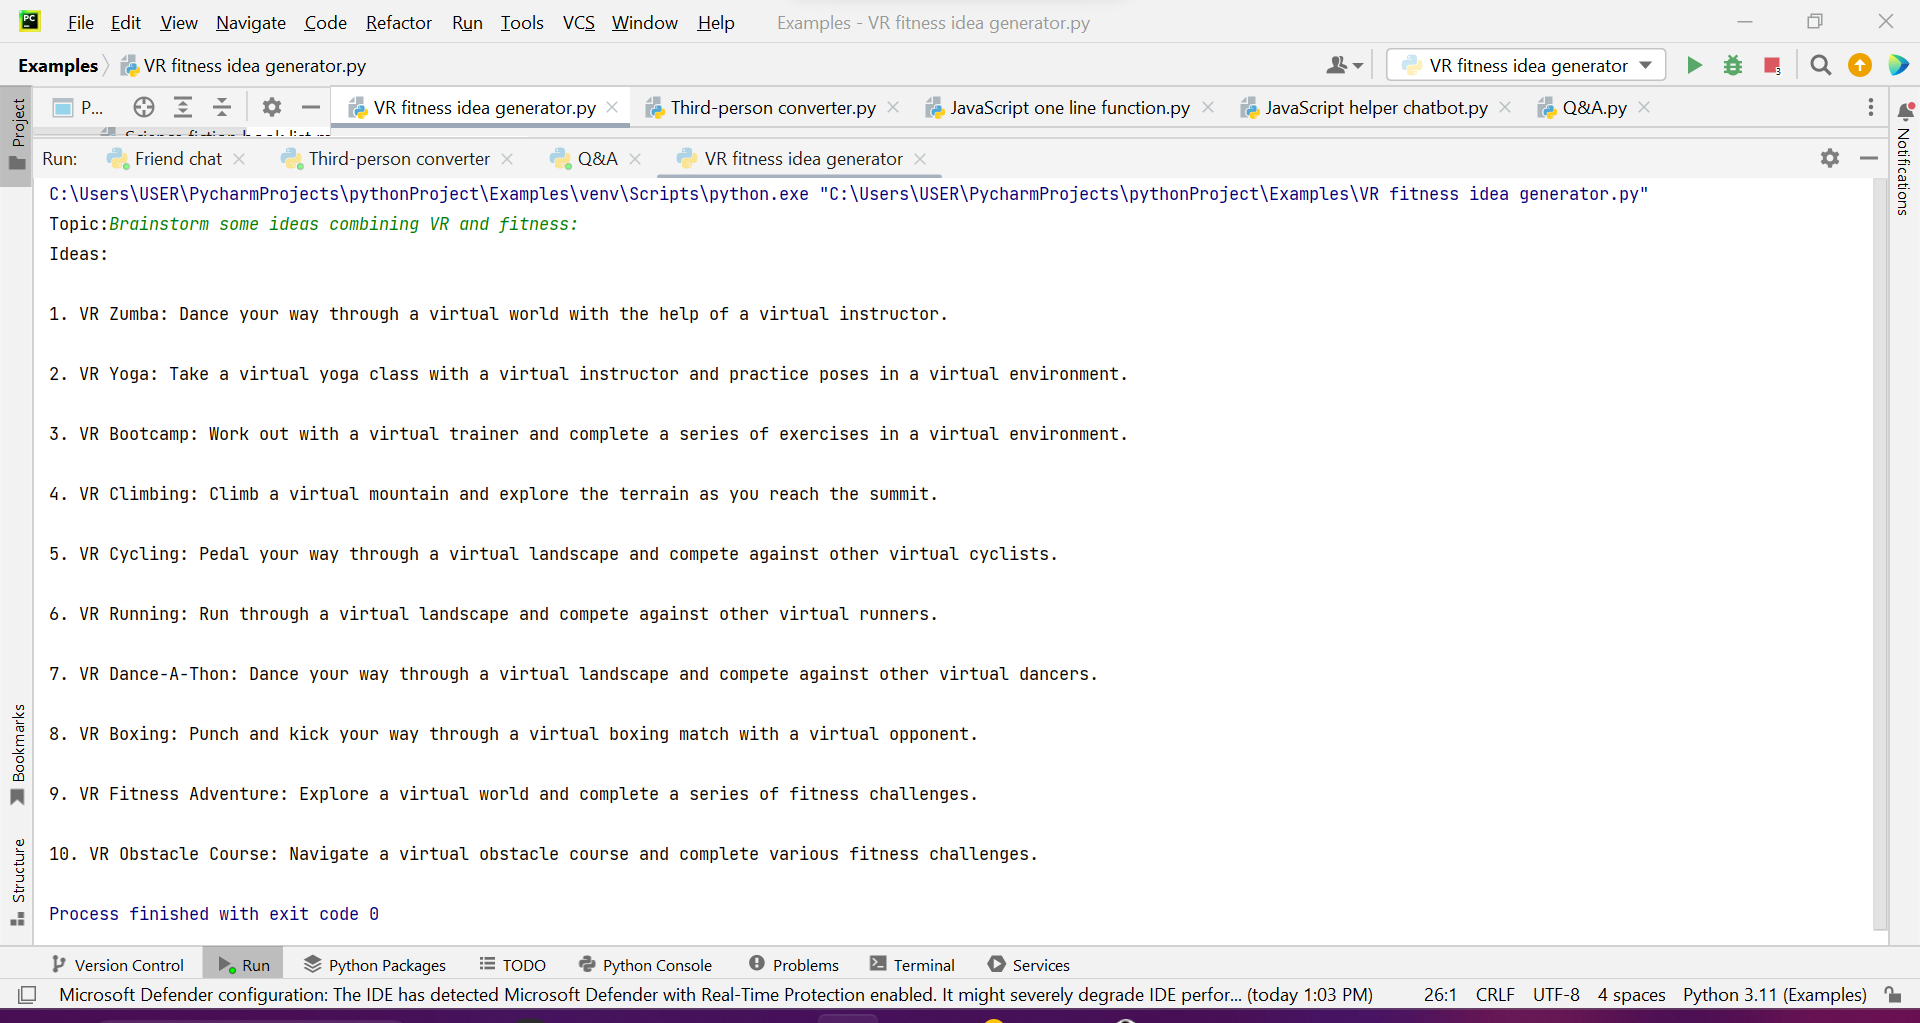 PC
File Edit View Navigate Code Refactor Run Tools VCS Window Help Examples - VR fitness idea generator.py
Examples VR fitness idea generator.py VR fitness idea generator 3
P... VR fitness idea generator.py Third-person converter.py JavaScript one line function.py JavaScript helper chatbot.py Q&A.py
Project
Notifications
Run: Friend chat Third-person converter Q&A VR fitness idea generator
C:\Users\USER\PycharmProjects\pythonProject\Examples\venv\Scripts\python.exe "C:\Users\USER\PycharmProjects\pythonProject\Examples\VR fitness idea generator.py"
Topic:Brainstorm some ideas combining VR and fitness:
Ideas:
1. VR Zumba: Dance your way through a virtual world with the help of a virtual instructor.
2. VR Yoga: Take a virtual yoga class with a virtual instructor and practice poses in a virtual environment.
3. VR Bootcamp: Work out with a virtual trainer and complete a series of exercises in a virtual environment.
4. VR Climbing: Climb a virtual mountain and explore the terrain as you reach the summit.
5. VR Cycling: Pedal your way through a virtual landscape and compete against other virtual cyclists.
6. VR Running: Run through a virtual landscape and compete against other virtual runners.
7. VR Dance-A-Thon: Dance your way through a virtual landscape and compete against other virtual dancers.
8. VR Boxing: Punch and kick your way through a virtual boxing match with a virtual opponent.
9. VR Fitness Adventure: Explore a virtual world and complete a series of fitness challenges.
10. VR Obstacle Course: Navigate a virtual obstacle course and complete various fitness challenges.
Process finished with exit code 0
Bookmarks
Structure
Version Control Run Python Packages TODO Python Console Problems Terminal Services
Microsoft Defender configuration: The IDE has detected Microsoft Defender with Real-Time Protection enabled. It might severely degrade IDE perfor... (today 1:03 PM) 26:1 CRLF UTF-8 4 spaces Python 3.11 (Examples)